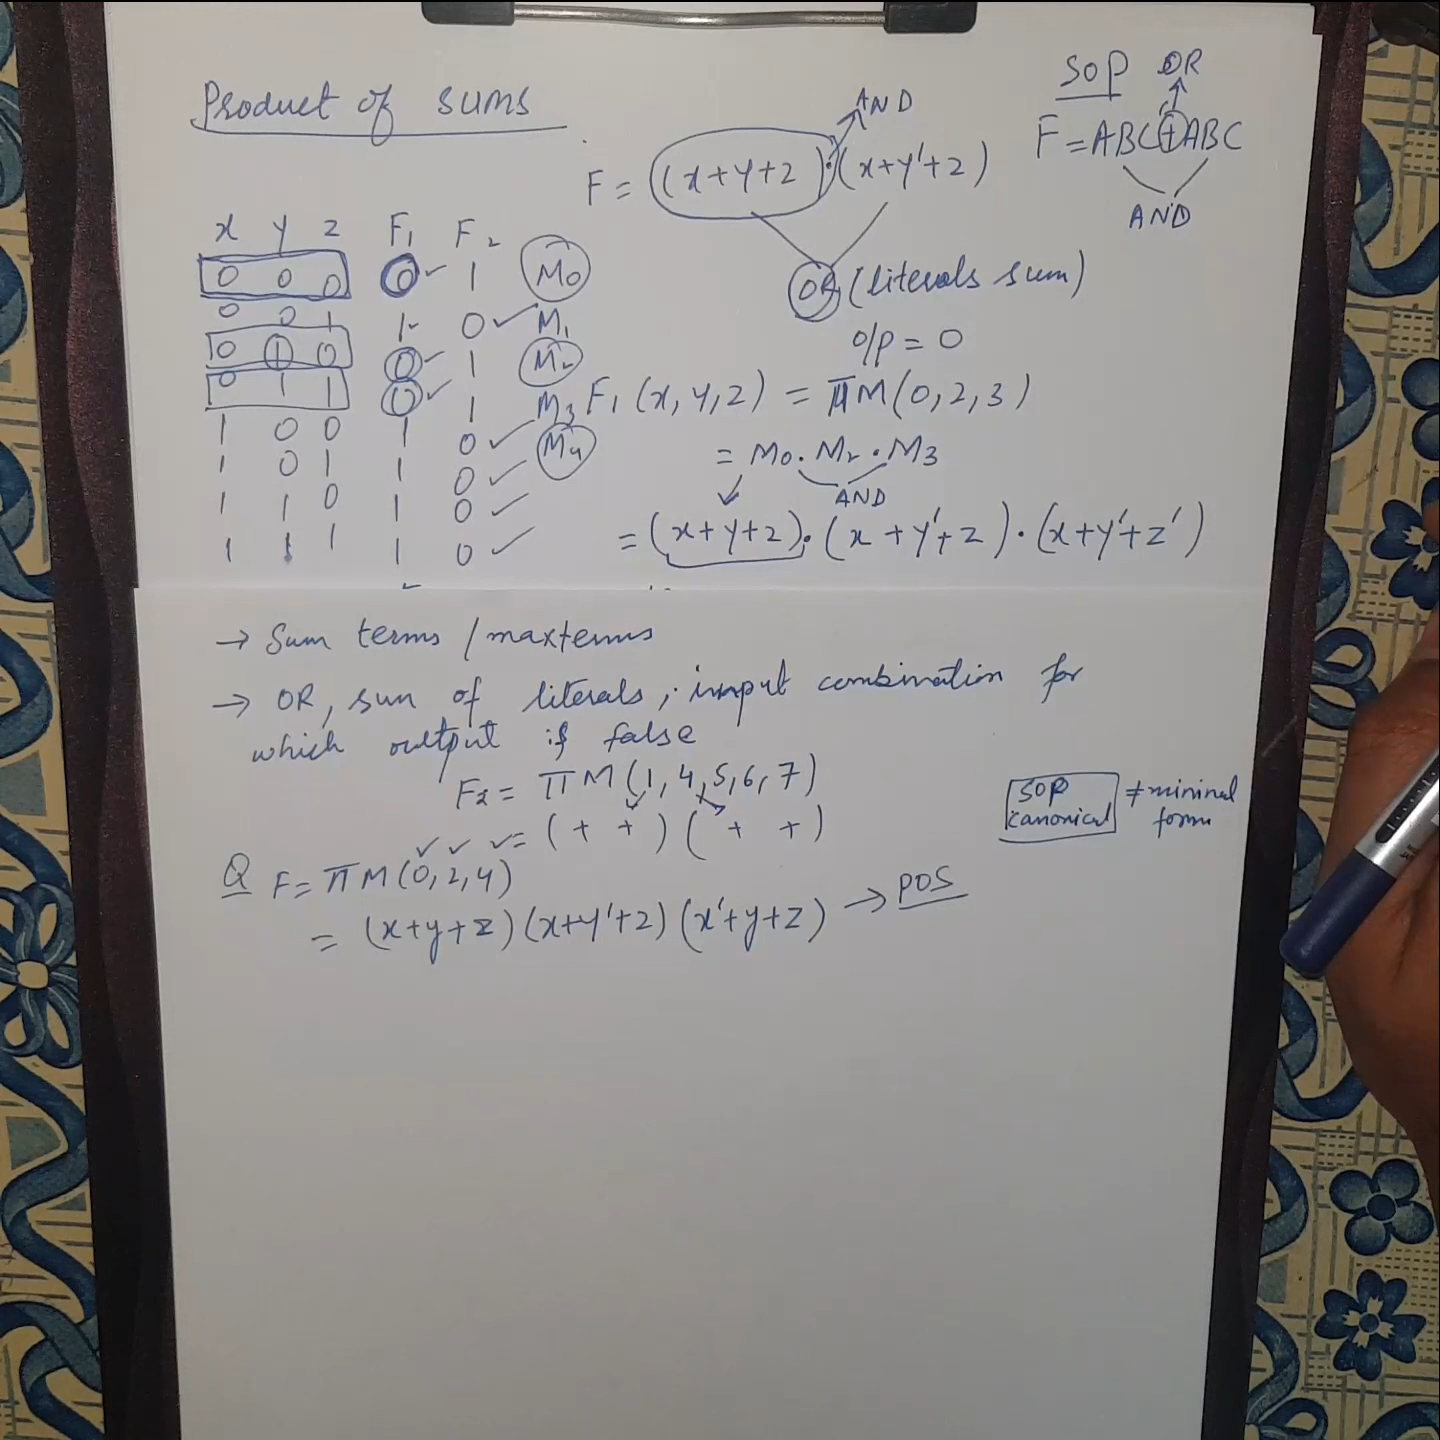 Product of sums
AND
SOP OR
F = (x+y+z)·(x+y'+z)
F = ABC + ABC
AND
OR (literals sum)
o/p = 0
x y z F₁ F₂
0 0 0 0 1 M₀
0 0 1 1 0 M₁
0 1 0 0 1 M₂
0 1 1 0 1 M₃
1 0 0 1 0 M₄
1 0 1 1 0
1 1 0 1 0
1 1 1 1 0
F₁ (x, y, z) = πM(0, 2, 3)
= M₀ · M₂ · M₃
AND
= (x+y+z)·(x+y'+z)·(x+y'+z')
→ Sum terms / maxterms
→ OR, sum of literals, input combination for
which output if false
F₂ = πM(1, 4, 5, 6, 7)
= ( + + ) ( + + )
SOP ≠ minimal
canonical form
Q F = πM(0, 2, 4)
= (x+y+z)(x+y'+z)(x'+y+z) → POS